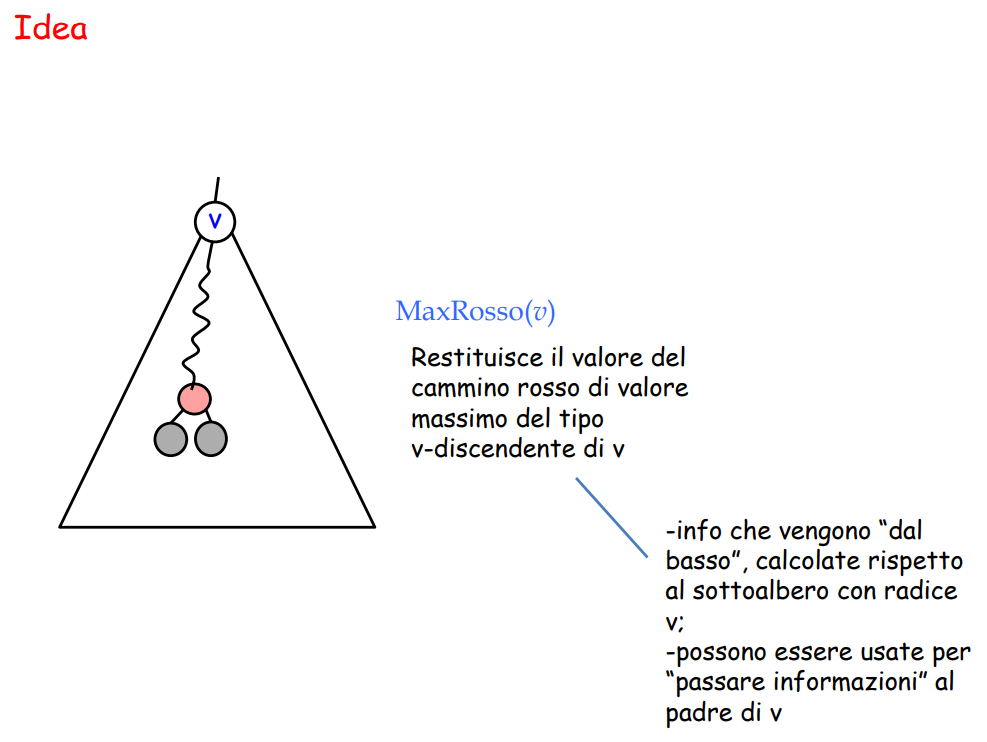 Idea
v
MaxRosso(v)
Restituisce il valore del
cammino rosso di valore
massimo del tipo
v-discendente di v
-info che vengono “dal
basso”, calcolate rispetto
al sottoalbero con radice
v;
-possono essere usate per
“passare informazioni” al
padre di v